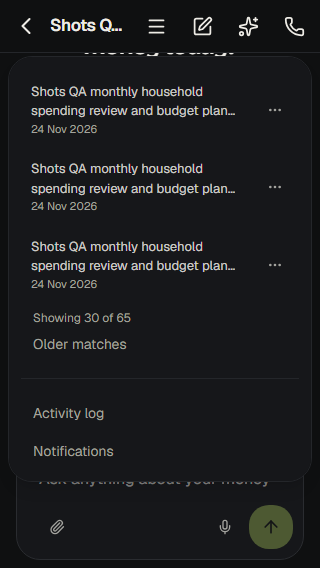 Shots Q...
money today.
Shots QA monthly household
spending review and budget plan...
24 Nov 2026
Shots QA monthly household
spending review and budget plan...
24 Nov 2026
Shots QA monthly household
spending review and budget plan...
24 Nov 2026
Showing 30 of 65
Older matches
Activity log
Notifications
Ask anything about your money